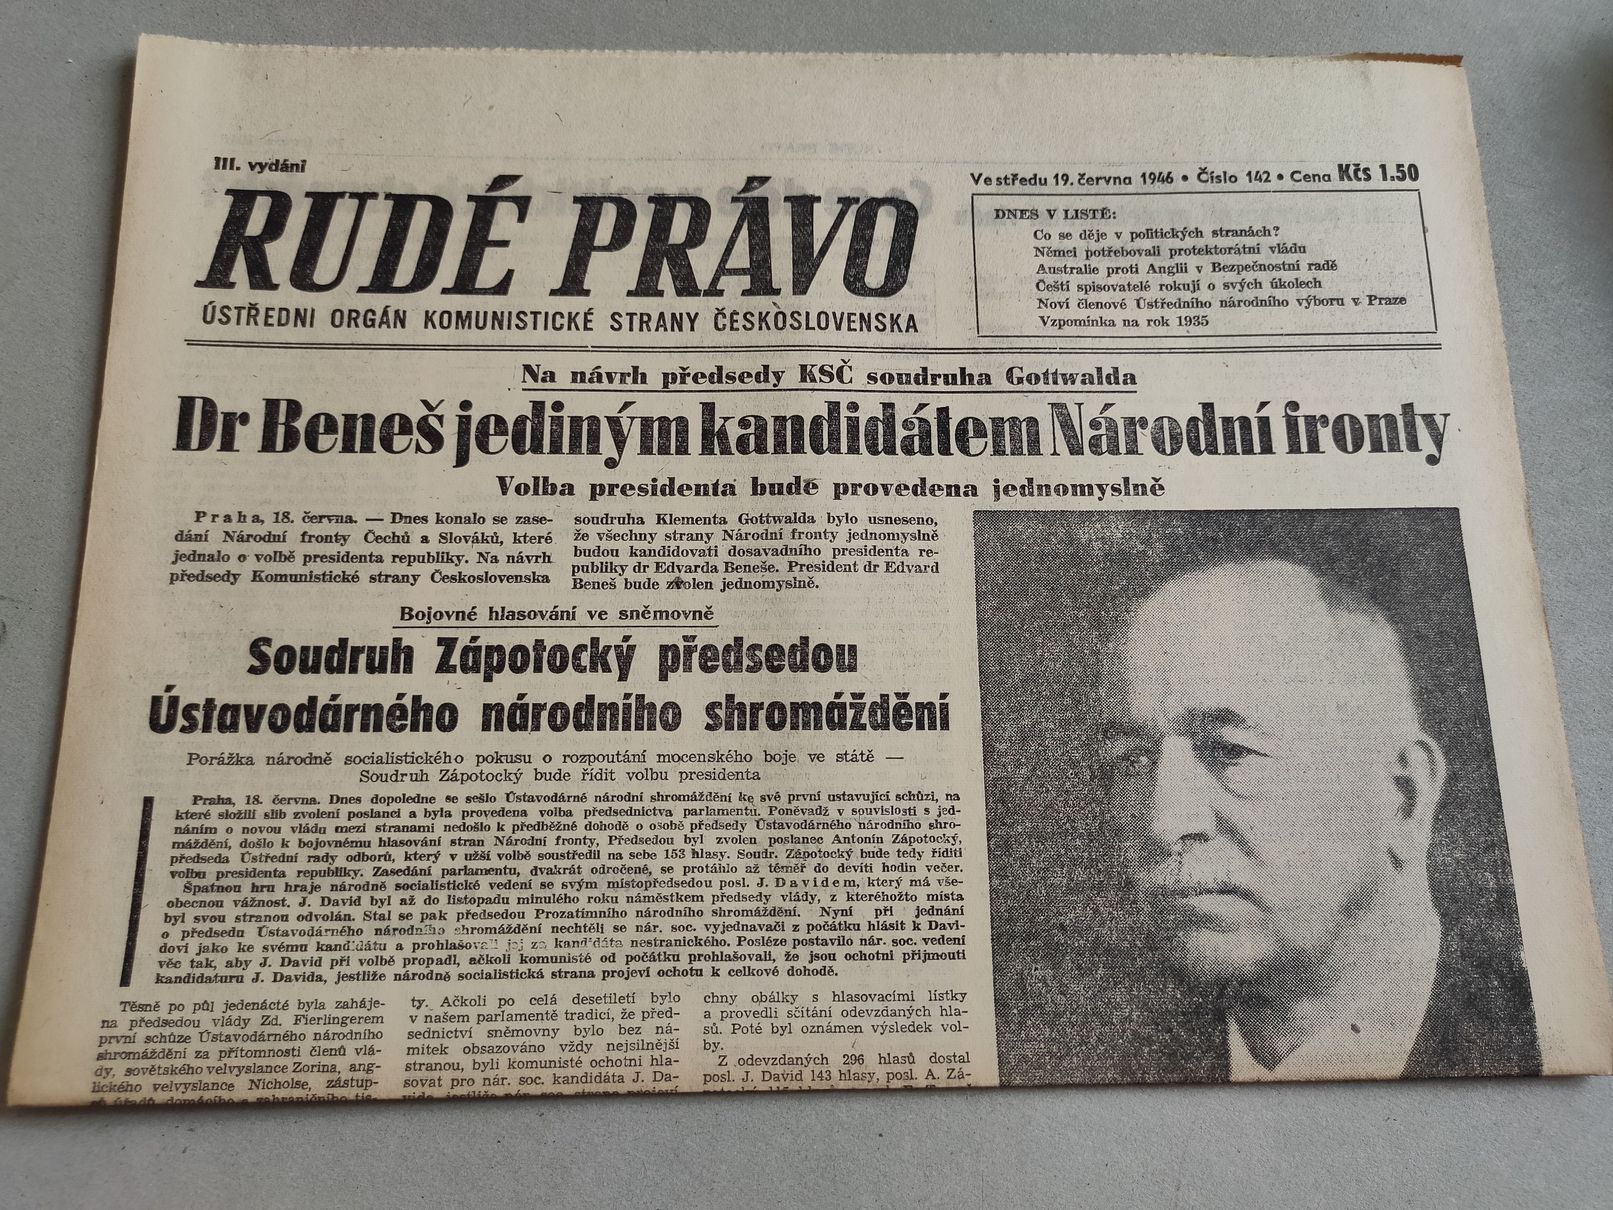 III. vydání
RUDÉ PRÁVO
ÚSTŘEDNI ORGÁN KOMUNISTICKÉ STRANY ČESKOSLOVENSKA
Ve středu 19. června 1946 • Číslo 142 • Cena Kčs 1.50
DNES V LISTĚ:
Co se děje v politických stranách?
Němci potřebovali protektorátní vládu
Australie proti Anglii v Bezpečnostní radě
Čeští spisovatelé rokují o svých úkolech
Noví členové Ústředního národního výboru v Praze
Vzpomínka na rok 1935
Na návrh předsedy KSČ soudruha Gottwalda
Dr Beneš jediným kandidátem Národní fronty
Volba presidenta bude provedena jednomyslně
Praha, 18. června. — Dnes konalo se zase-
dání Národní fronty Čechů a Slováků, které
jednalo o volbě presidenta republiky. Na návrh
předsedy Komunistické strany Československa
soudruha Klementa Gottwalda bylo usneseno,
že všechny strany Národní fronty jednomyslně
budou kandidovati dosavadního presidenta re-
publiky dr Edvarda Beneše. President dr Edvard
Beneš bude zvolen jednomyslně.
Bojovné hlasování ve sněmovně
Soudruh Zápotocký předsedou
Ústavodárného národního shromáždění
Porážka národně socialistického pokusu o rozpoutání mocenského boje ve státě —
Soudruh Zápotocký bude řídit volbu presidenta
Praha, 18. června. Dnes dopoledne se sešlo Ústavodárné národní shromáždění ke své první ustavující schůzi, na
které složili slib zvolení poslanci a byla provedena volba předsednictva parlamentu. Poněvadž v souvislosti s jed-
náním o novou vládu mezi stranami nedošlo k předběžné dohodě o osobě předsedy Ústavodárného národního shro-
máždění, došlo k bojovnému hlasování stran Národní fronty, Předsedou byl zvolen poslanec Antonín Zápotocký,
předseda Ústřední rady odborů, který v užší volbě soustředil na sebe 153 hlasy. Soudr. Zápotocký bude tedy říditi
volbu presidenta republiky. Zasedání parlamentu, dvakrát odročené, se protáhlo až téměř do devíti hodin večer.
Špatnou hru hraje národně socialistické vedení se svým místopředsedou posl. J. Davidem, který má vše-
obecnou vážnost. J. David byl až do listopadu minulého roku náměstkem předsedy vlády, z kteréhožto místa
byl svou stranou odvolán. Stal se pak předsedou Prozatímního národního shromáždění. Nyní při jednání
o předsedu Ústavodárného národního shromáždění nechtěli se nár. soc. vyjednavači z počátku hlásit k Davi-
dovi jako ke svému kandidátu a prohlašovali jej za kandidáta nestranického. Posléze postavilo nár. soc. vedení
věc tak, aby J. David při volbě propadl, ačkoli komunisté od počátku prohlašovali, že jsou ochotni přijmouti
kandidaturu J. Davida, jestliže národně socialistická strana projeví ochotu k celkové dohodě.
Těsně po půl jedenácté byla zaháje-
na předsedou vlády Zd. Fierlingerem
první schůze Ústavodárného národního
shromáždění za přítomnosti členů vlá-
dy, sovětského velvyslance Zorina, ang-
lického velvyslance Nicholse, zástup-
ců úřadů, domácího a zahraničního tis-
ty. Ačkoli po celá desetiletí bylo
v našem parlamentě tradicí, že před-
sednictví sněmovny bylo bez ná-
mitek obsazováno vždy nejsilnější
stranou, byli komunisté ochotni hla-
sovat pro nár. soc. kandidáta J. Da-
vida, jestliže nár. soc. strana projeví
chny obálky s hlasovacími lístky
a provedli sčítání odevzdaných hla-
sů. Poté byl oznámen výsledek vol-
by.
Z odevzdaných 296 hlasů dostal
posl. J. David 143 hlasy, posl. A. Zá-